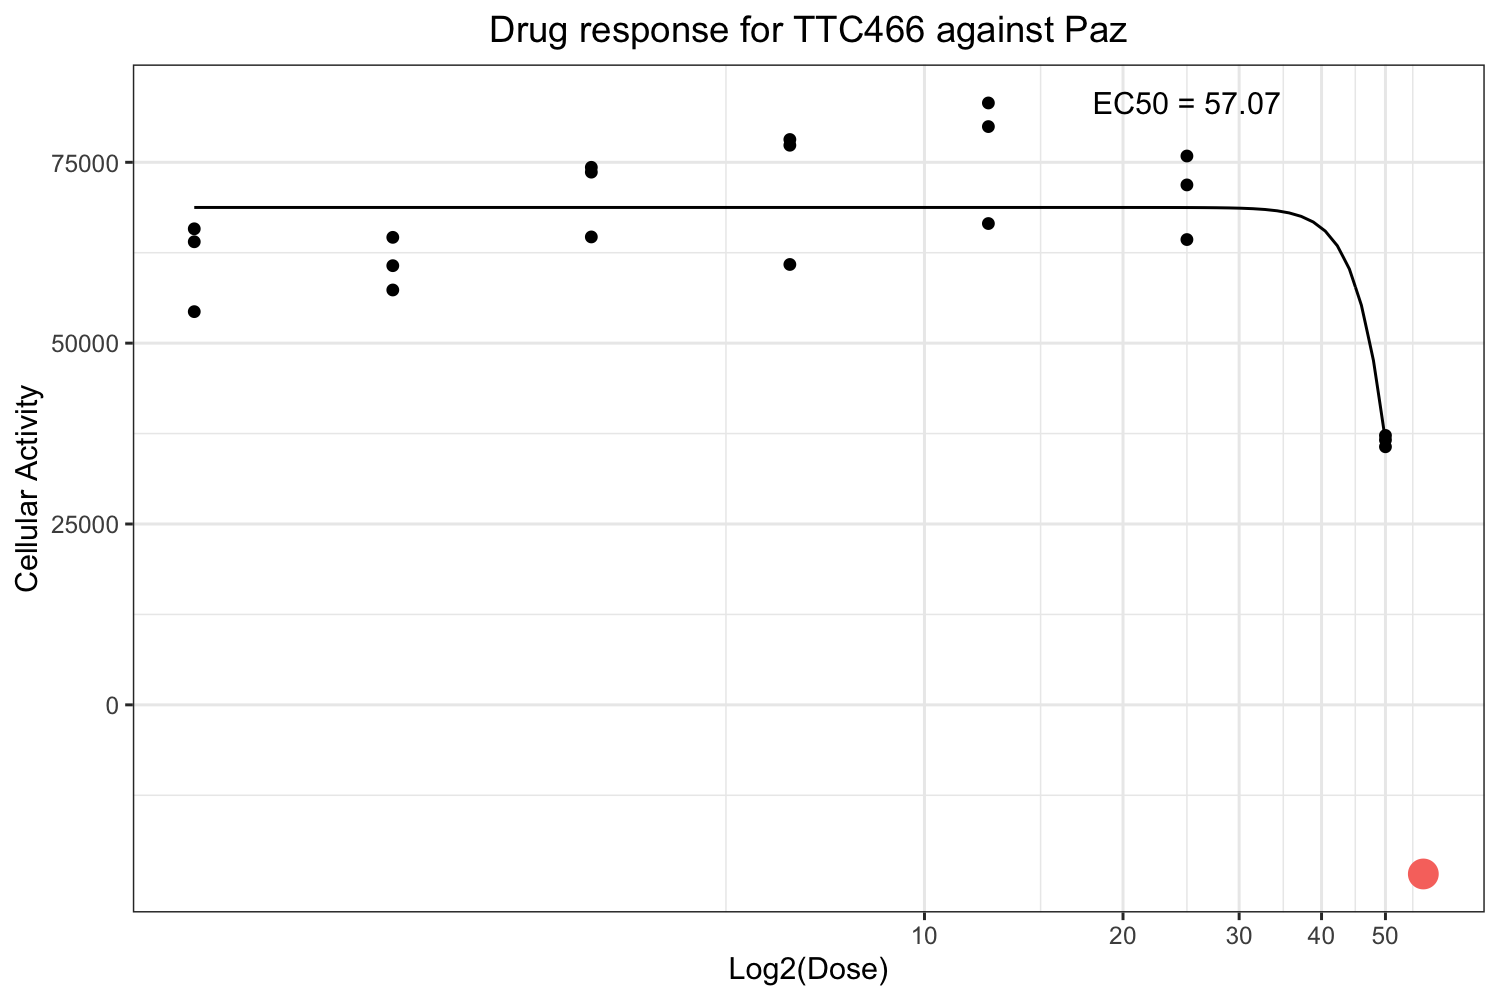 Drug response for TTC466 against Paz
EC50 = 57.07
75000
50000
25000
0
Cellular Activity
10 20 30 40 50
Log2(Dose)